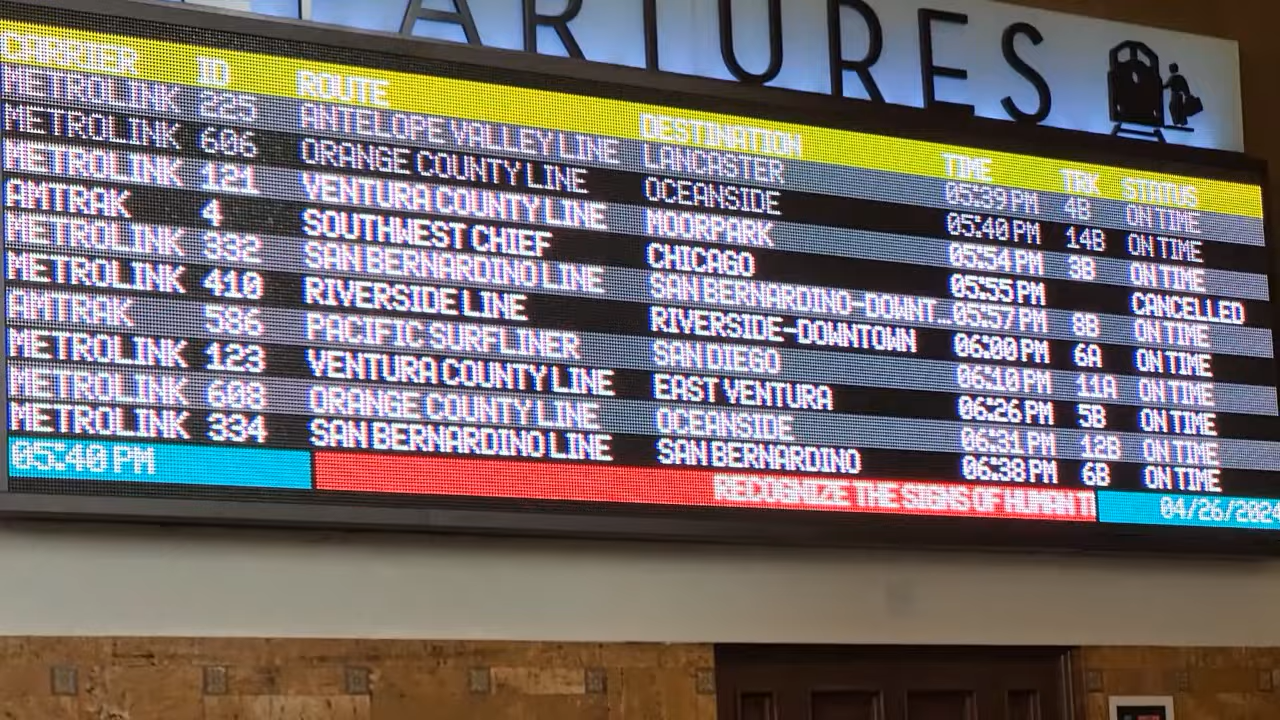 ARTURES
CARRIER ID ROUTE DESTINATION TIME TRK STATUS
METROLINK 225 ANTELOPE VALLEY LINE LANCASTER 05:39 PM 4B ON TIME
METROLINK 606 ORANGE COUNTY LINE OCEANSIDE 05:40 PM 14B ON TIME
METROLINK 121 VENTURA COUNTY LINE MOORPARK 05:54 PM 3B ON TIME
AMTRAK 4 SOUTHWEST CHIEF CHICAGO 05:55 PM CANCELLED
METROLINK 332 SAN BERNARDINO LINE SAN BERNARDINO-DOWNT... 05:57 PM 8B ON TIME
METROLINK 410 RIVERSIDE LINE RIVERSIDE-DOWNTOWN 06:00 PM 6A ON TIME
AMTRAK 586 PACIFIC SURFLINER SAN DIEGO 06:10 PM 11A ON TIME
METROLINK 123 VENTURA COUNTY LINE EAST VENTURA 06:26 PM 5B ON TIME
METROLINK 608 ORANGE COUNTY LINE OCEANSIDE 06:31 PM 12B ON TIME
METROLINK 334 SAN BERNARDINO LINE SAN BERNARDINO 06:38 PM 6B ON TIME
05:40 PM RECOGNIZE THE SIGNS OF HUMAN T 04/26/2024